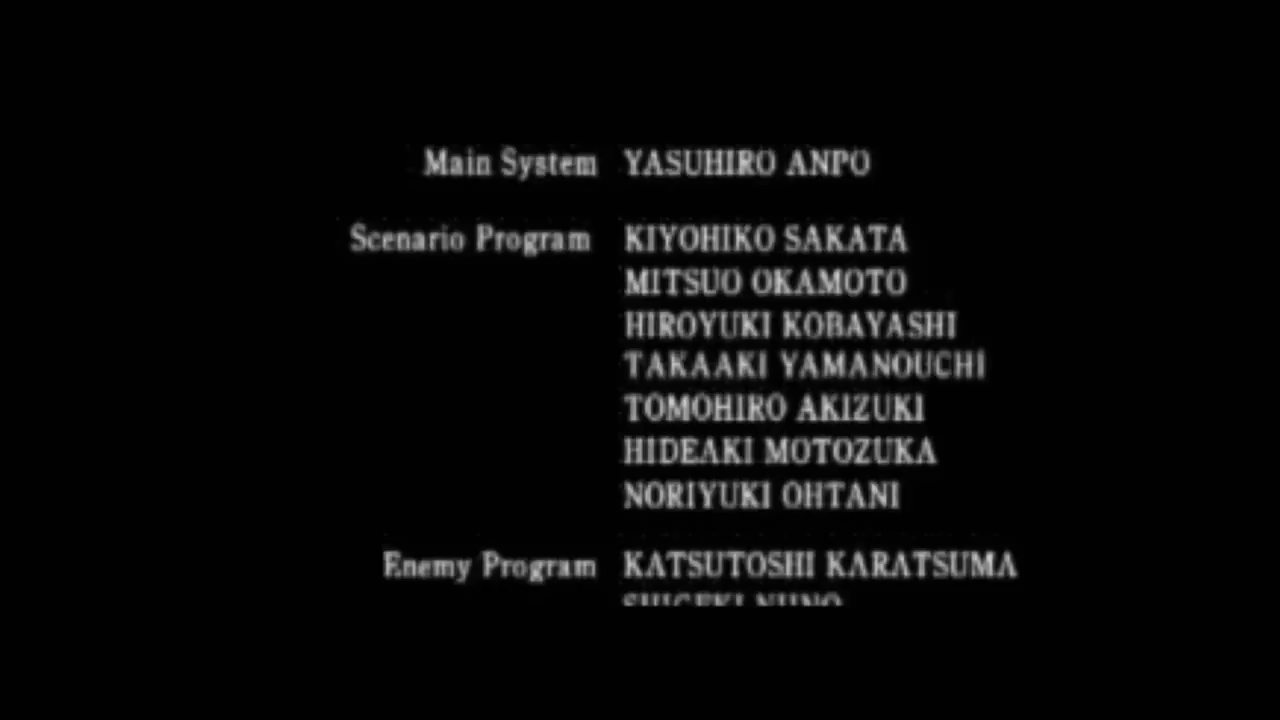 Main System YASUHIRO ANPO
Scenario Program KIYOHIKO SAKATA
MITSUO OKAMOTO
HIROYUKI KOBAYASHI
TAKAAKI YAMANOUCHI
TOMOHIRO AKIZUKI
HIDEAKI MOTOZUKA
NORIYUKI OHTANI
Enemy Program KATSUTOSHI KARATSUMA